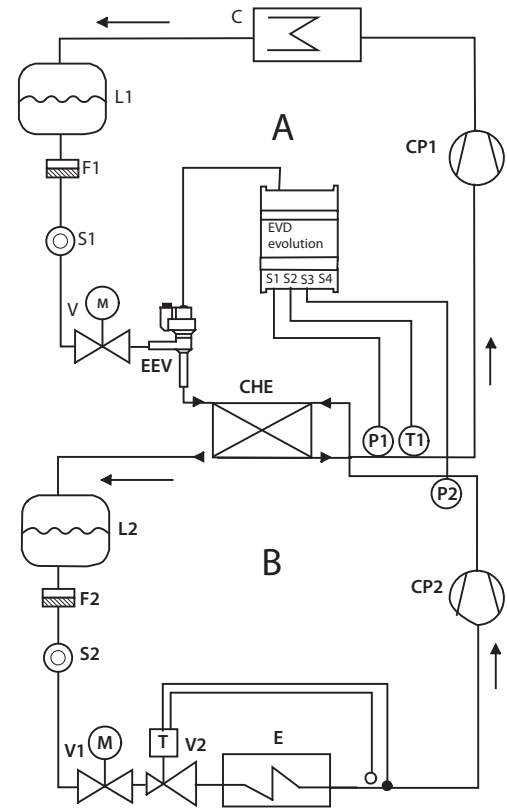 C
L1
A
CP1
F1
EVD
evolution
S1
S1 S2 S3 S4
V
M
EEV
CHE
P1
T1
P2
L2
B
CP2
F2
S2
V1
M
T
V2
E